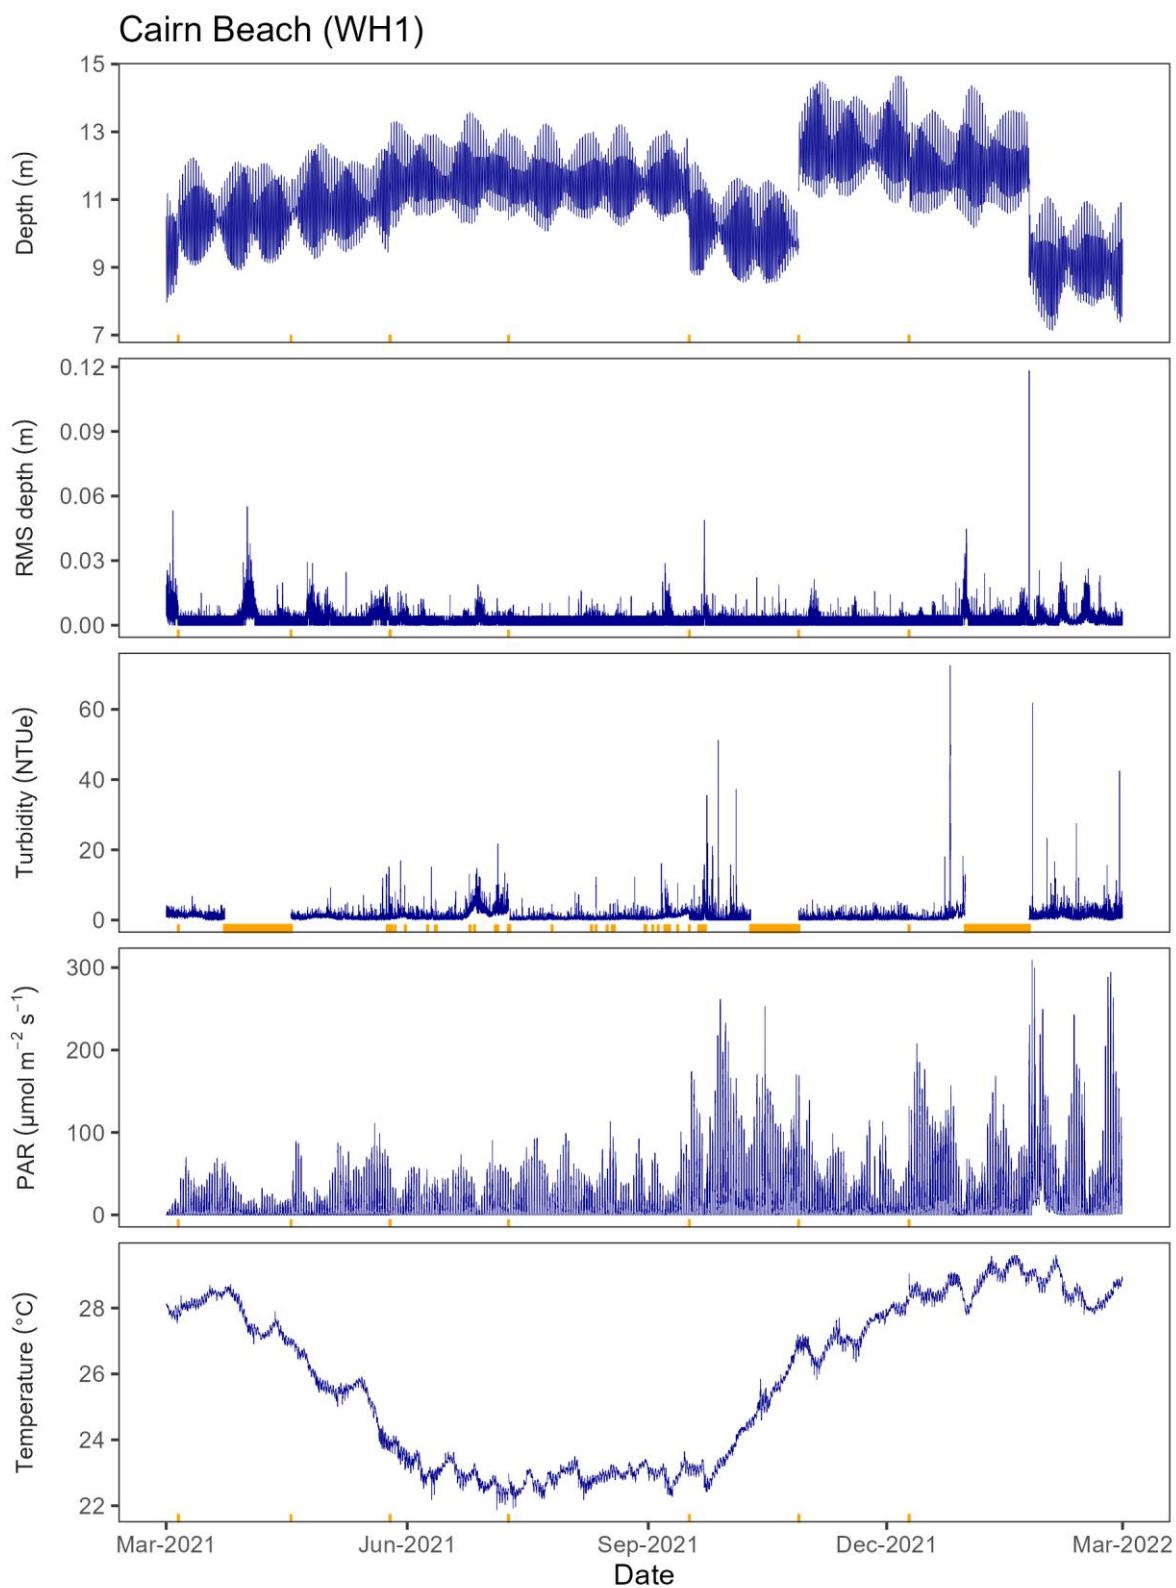 Cairn Beach (WH1)
Depth (m)
15
13
11
9
7
RMS depth (m)
0.12
0.09
0.06
0.03
0.00
Turbidity (NTUe)
60
40
20
0
PAR (μmol m⁻² s⁻¹)
300
200
100
0
Temperature (°C)
28
26
24
22
Mar-2021 Jun-2021 Sep-2021 Dec-2021 Mar-2022
Date